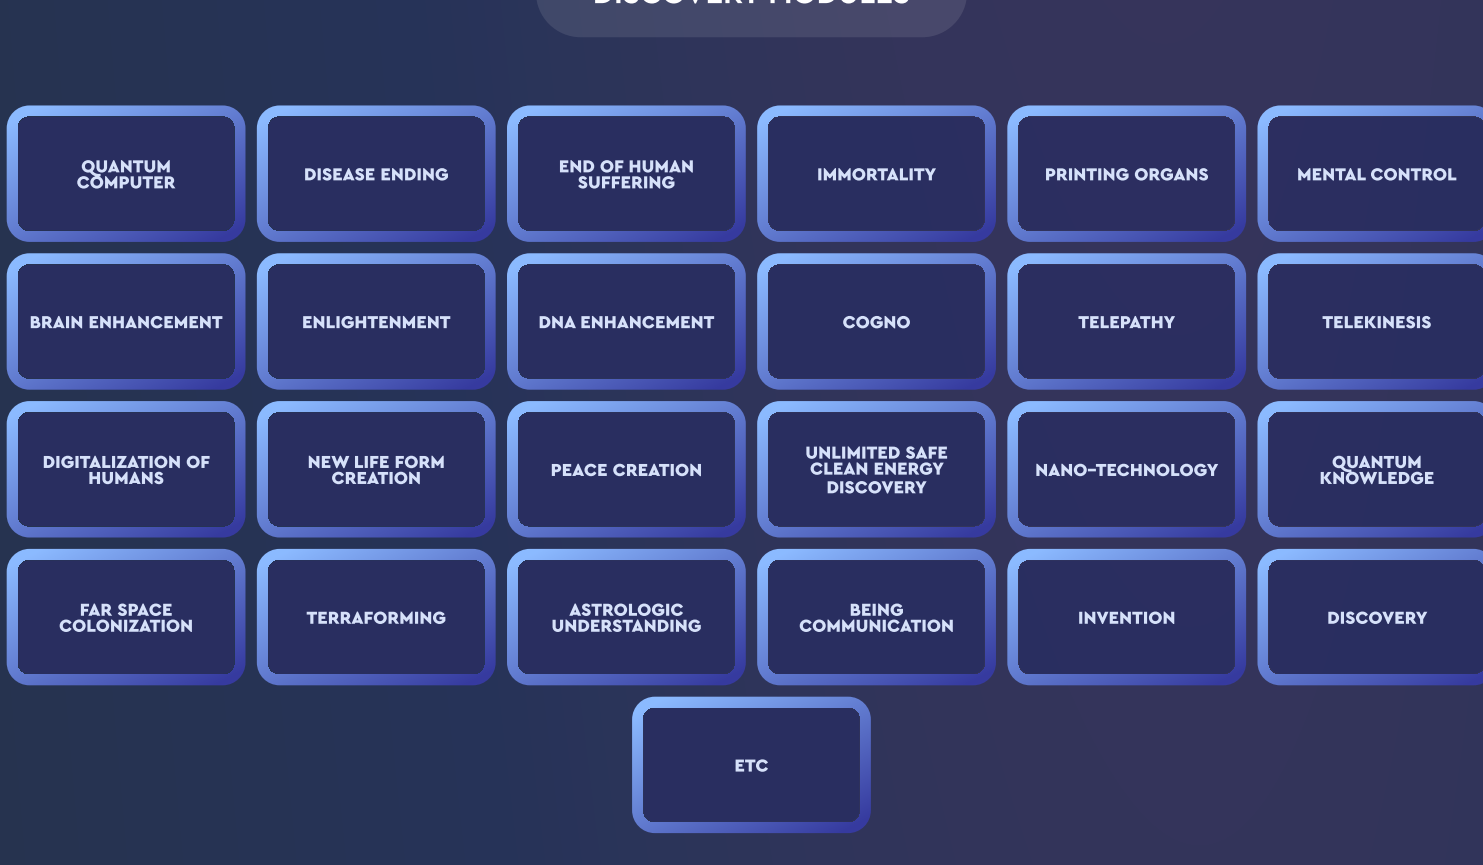 DISCOVERY MODULES
QUANTUM
COMPUTER
DISEASE ENDING
END OF HUMAN
SUFFERING
IMMORTALITY
PRINTING ORGANS
MENTAL CONTROL
BRAIN ENHANCEMENT
ENLIGHTENMENT
DNA ENHANCEMENT
COGNO
TELEPATHY
TELEKINESIS
DIGITALIZATION OF
HUMANS
NEW LIFE FORM
CREATION
PEACE CREATION
UNLIMITED SAFE
CLEAN ENERGY
DISCOVERY
NANO-TECHNOLOGY
QUANTUM
KNOWLEDGE
FAR SPACE
COLONIZATION
TERRAFORMING
ASTROLOGIC
UNDERSTANDING
BEING
COMMUNICATION
INVENTION
DISCOVERY
ETC